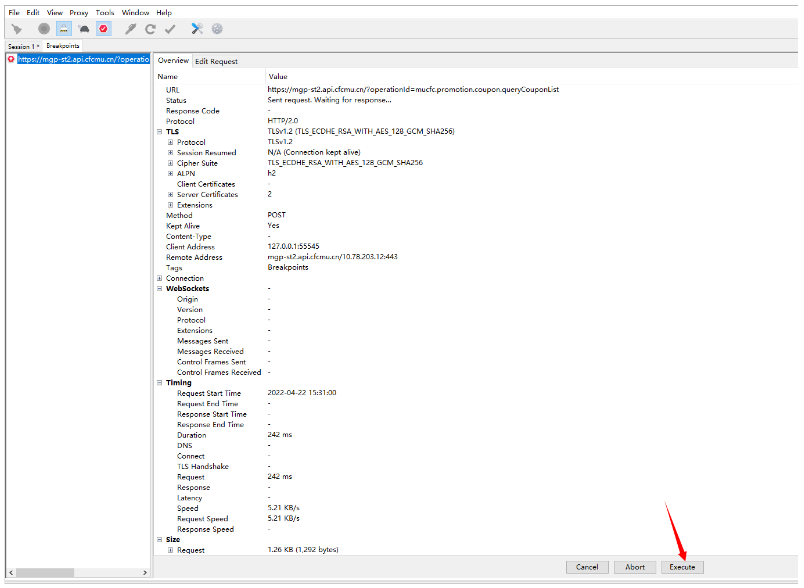 File Edit View Proxy Tools Window Help
Session 1 * Breakpoints
https://mgp-st2.api.cfcmu.cn/?operatio
Overview Edit Request
Name Value
URL https://mgp-st2.api.cfcmu.cn/?operationId=mucfc.promotion.coupon.queryCouponList
Status Sent request. Waiting for response...
Response Code -
Protocol HTTP/2.0
TLS TLSv1.2 (TLS_ECDHE_RSA_WITH_AES_128_GCM_SHA256)
Protocol TLSv1.2
Session Resumed N/A (Connection kept alive)
Cipher Suite TLS_ECDHE_RSA_WITH_AES_128_GCM_SHA256
ALPN h2
Client Certificates -
Server Certificates 2
Extensions
Method POST
Kept Alive Yes
Content-Type -
Client Address 127.0.0.1:55545
Remote Address mgp-st2.api.cfcmu.cn/10.78.203.12:443
Tags Breakpoints
Connection
WebSockets -
Origin -
Version -
Protocol -
Extensions -
Messages Sent -
Messages Received -
Control Frames Sent -
Control Frames Received -
Timing
Request Start Time 2022-04-22 15:31:00
Request End Time -
Response Start Time -
Response End Time -
Duration 242 ms
DNS -
Connect -
TLS Handshake -
Request 242 ms
Response -
Latency -
Speed 5.21 KB/s
Request Speed 5.21 KB/s
Response Speed -
Size
Request 1.26 KB (1,292 bytes)
Cancel Abort Execute